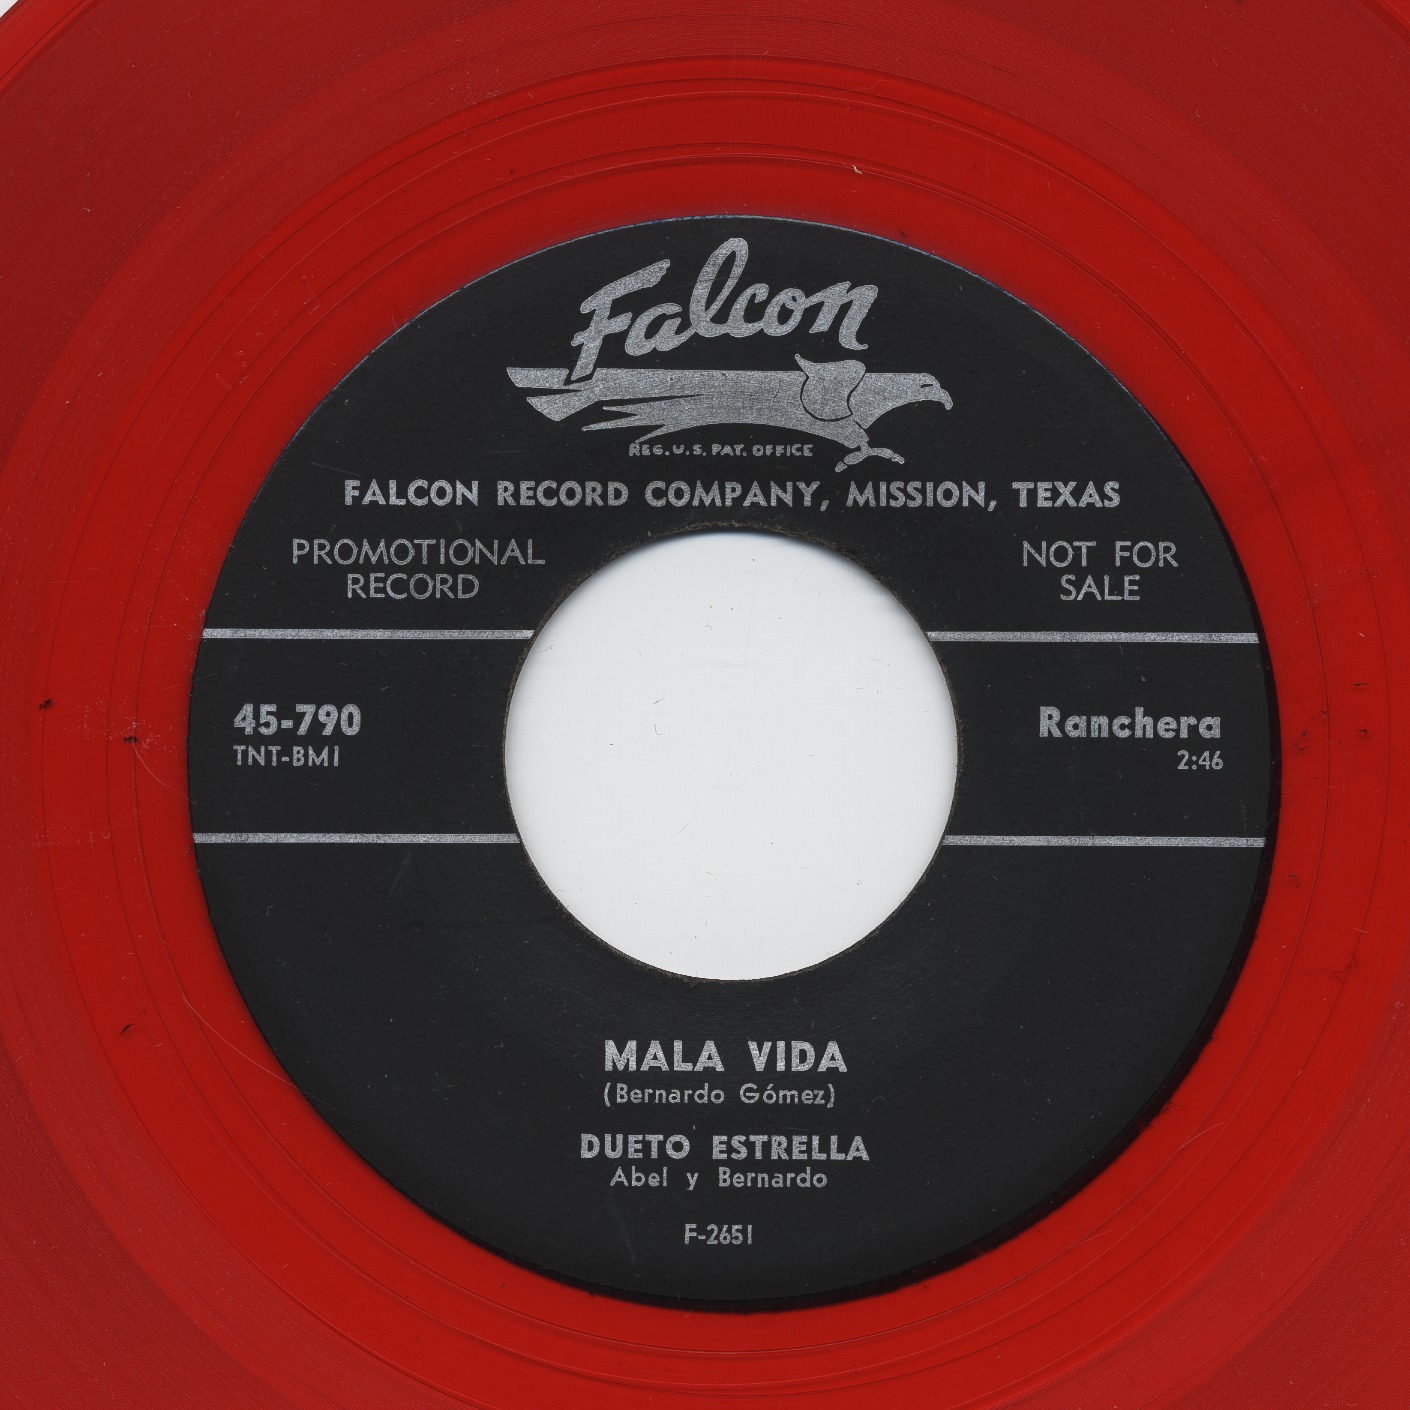 Falcon
REG. U.S. PAT. OFFICE
FALCON RECORD COMPANY, MISSION, TEXAS
PROMOTIONAL
RECORD
NOT FOR
SALE
45-790
TNT-BMI
Ranchera
2:46
MALA VIDA
(Bernardo Gómez)
DUETO ESTRELLA
Abel y Bernardo
F-2651